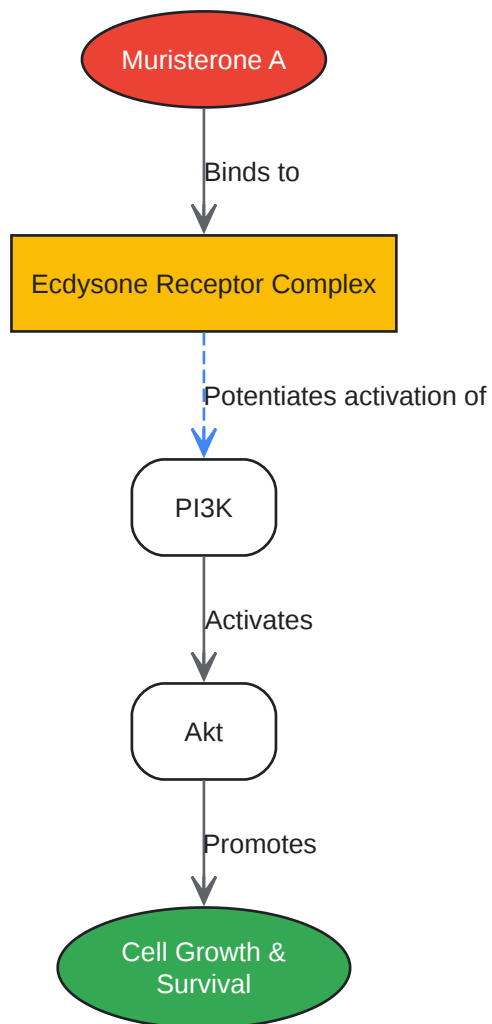 Muristerone A
Binds to
Ecdysone Receptor Complex
Potentiates activation of
PI3K
Activates
Akt
Promotes
Cell Growth &
Survival